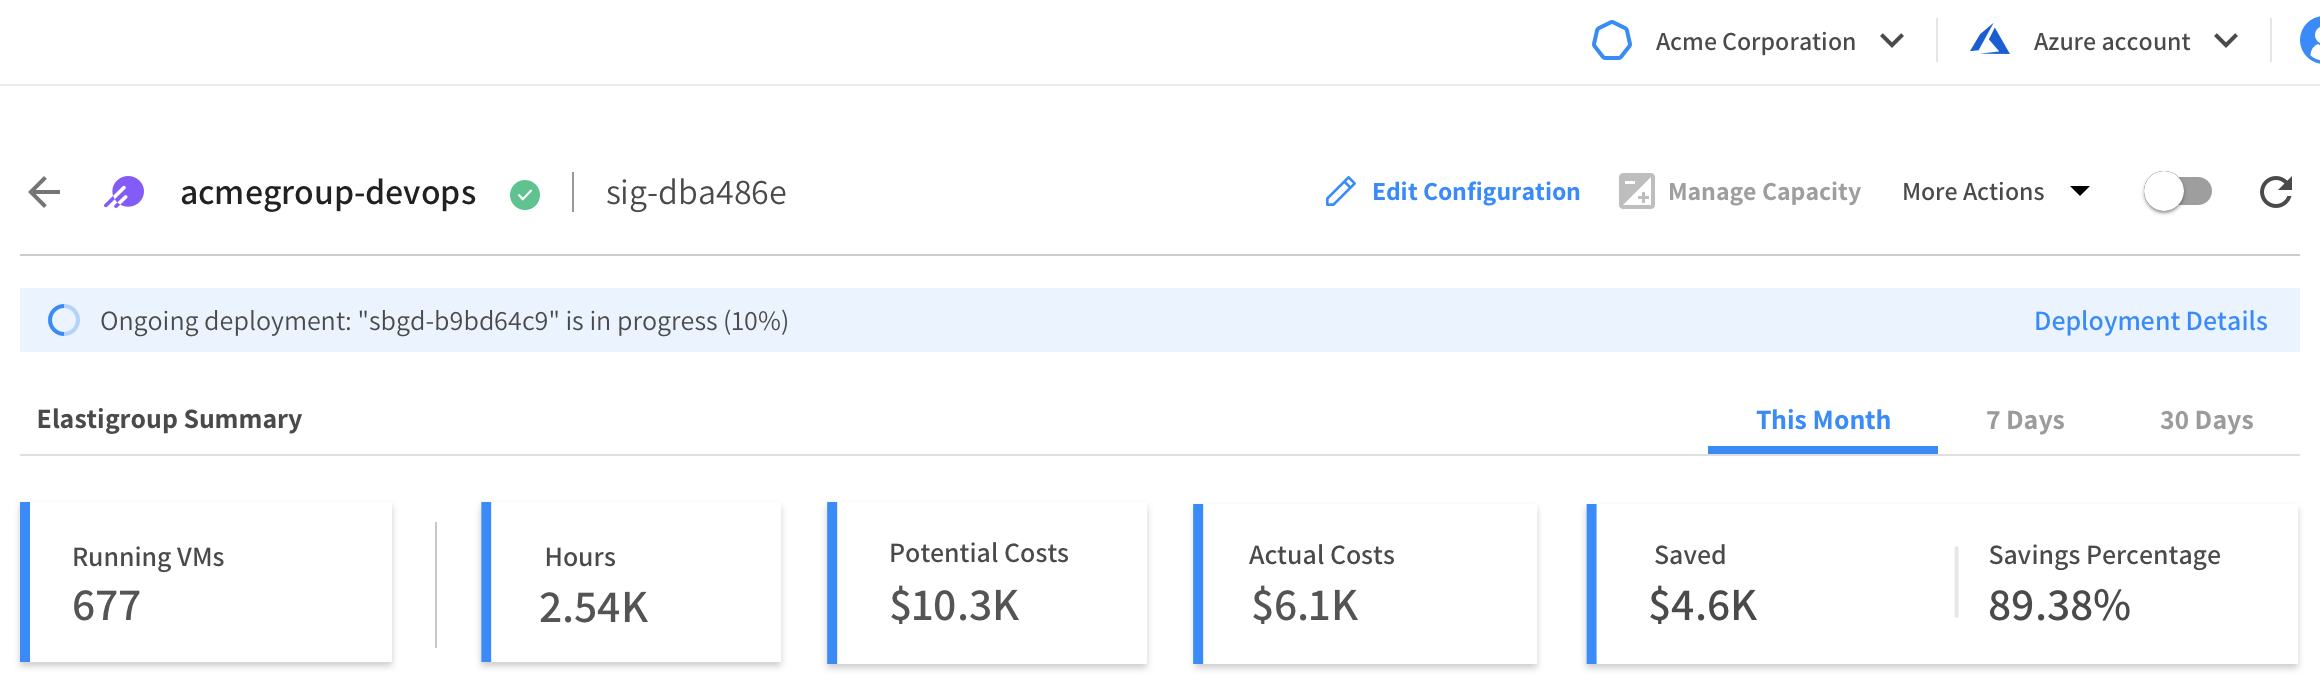 Acme Corporation Azure account
acmegroup-devops sig-dba486e Edit Configuration Manage Capacity More Actions
Ongoing deployment: "sbgd-b9bd64c9" is in progress (10%) Deployment Details
Elastigroup Summary This Month 7 Days 30 Days
Running VMs
677
Hours
2.54K
Potential Costs
$10.3K
Actual Costs
$6.1K
Saved
$4.6K
Savings Percentage
89.38%